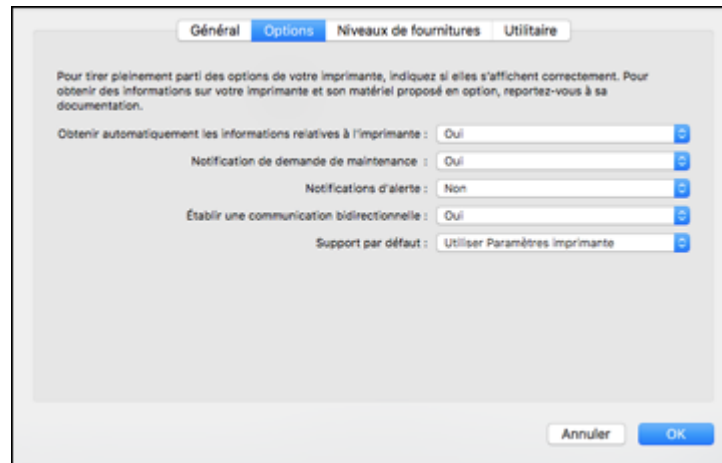 Général Options Niveaux de fournitures Utilitaire
Pour tirer pleinement parti des options de votre imprimante, indiquez si elles s'affichent correctement. Pour
obtenir des informations sur votre imprimante et son matériel proposé en option, reportez-vous à sa
documentation.
Obtenir automatiquement les informations relatives à l'imprimante : Oui
Notification de demande de maintenance : Oui
Notifications d'alerte : Non
Établir une communication bidirectionnelle : Oui
Support par défaut : Utiliser Paramètres imprimante
Annuler OK